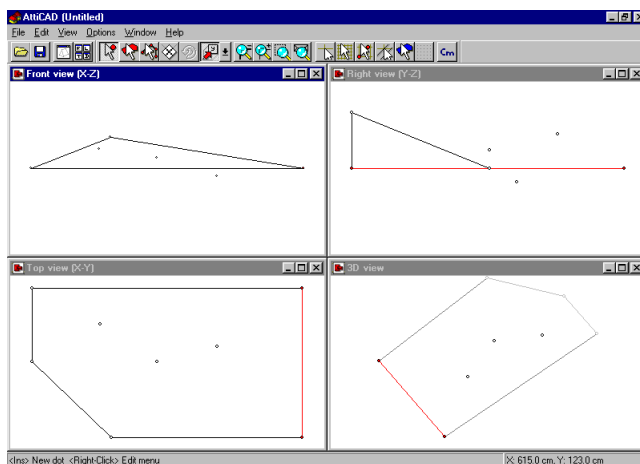 AttiCAD (Untitled)
File Edit View Options Window Help
Cm
Front view (X-Z)
Right view (Y-Z)
Top view (X-Y)
3D view
<Ins> New dot <Right-Click> Edit menu
X: 615.0 cm, Y: 123.0 cm